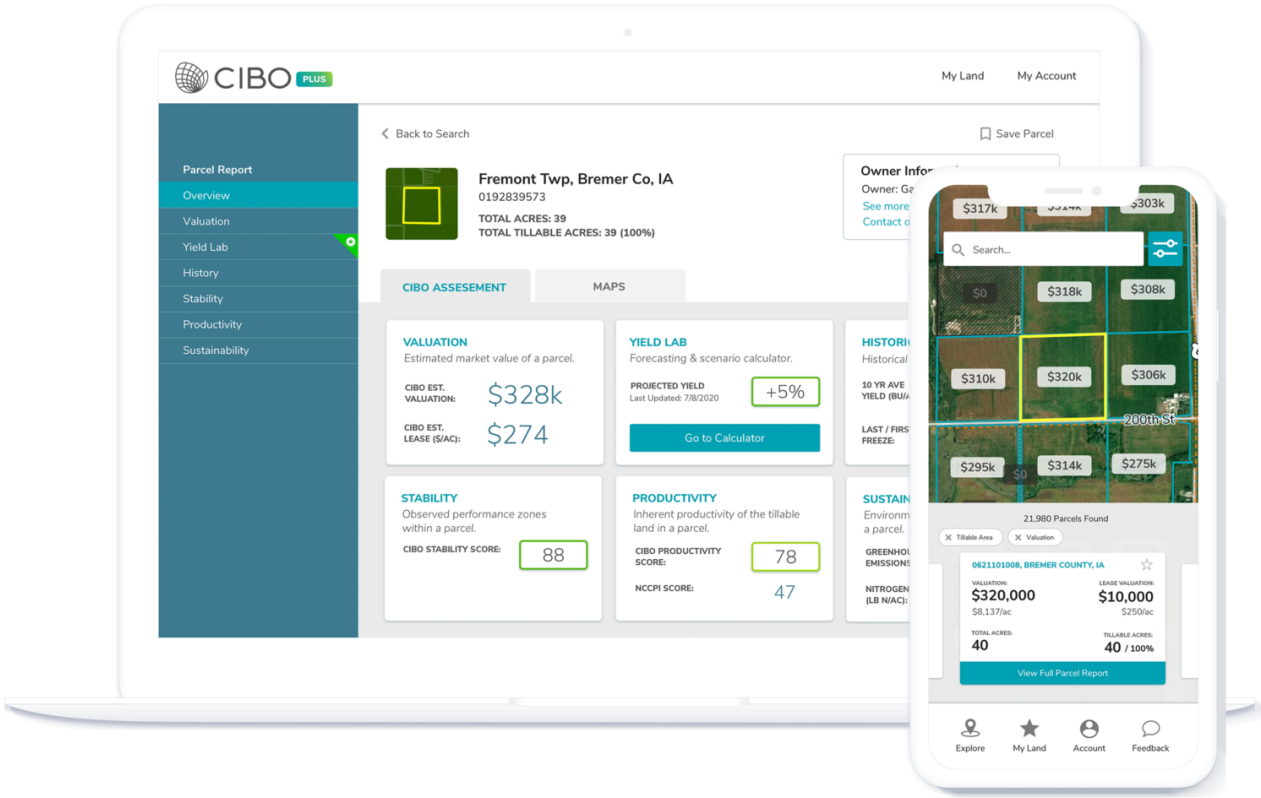 CIBO PLUS
My Land
My Account
Parcel Report
Overview
Valuation
Yield Lab
History
Stability
Productivity
Sustainability
Back to Search
Save Parcel
Fremont Twp, Bremer Co, IA
0192839573
TOTAL ACRES: 39
TOTAL TILLABLE ACRES: 39 (100%)
Owner Infor
Owner: Ga
See more
Contact o
CIBO ASSESEMENT
MAPS
VALUATION
Estimated market value of a parcel.
CIBO EST.
VALUATION:
$328k
CIBO EST.
LEASE ($/AC):
$274
YIELD LAB
Forecasting & scenario calculator.
PROJECTED YIELD
Last Updated: 7/8/2020
+5%
Go to Calculator
HISTORI
Historical
10 YR AVE
YIELD (BU/A
LAST / FIRS
FREEZE:
STABILITY
Observed performance zones
within a parcel.
CIBO STABILITY SCORE:
88
PRODUCTIVITY
Inherent productivity of the tillable
land in a parcel.
CIBO PRODUCTIVITY
SCORE:
78
NCCPI SCORE:
47
SUSTAIN
Environm
a parcel.
GREENHOU
EMISSIONS
NITROGEN
(LB N/AC):
$317k
$314k
$303k
Search...
$0
$318k
$308k
$310k
$320k
$306k
200th St
$295k
$0
$314k
$275k
21,980 Parcels Found
Tillable Area
Valuation
0621101008, BREMER COUNTY, IA
VALUATION:
$320,000
$8,137/ac
LEASE VALUATION:
$10,000
$250/ac
TOTAL ACRES:
40
TILLABLE ACRES:
40 / 100%
View Full Parcel Report
Explore
My Land
Account
Feedback